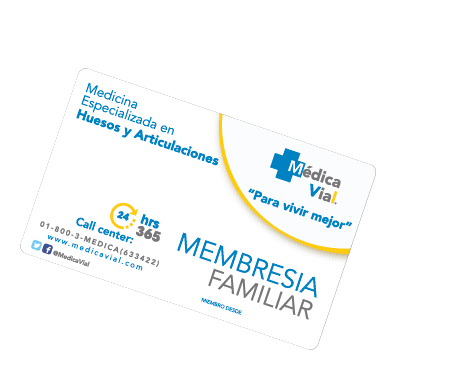 Medicina
Especializada en
Huesos y Articulaciones
Médica
Vial.
"Para vivir mejor"
24 hrs
365
Call center:
01-800-3-MEDICA(633422)
www.medicavial.com
@MedicaVial
MEMBRESIA
FAMILIAR
MIEMBRO DESDE